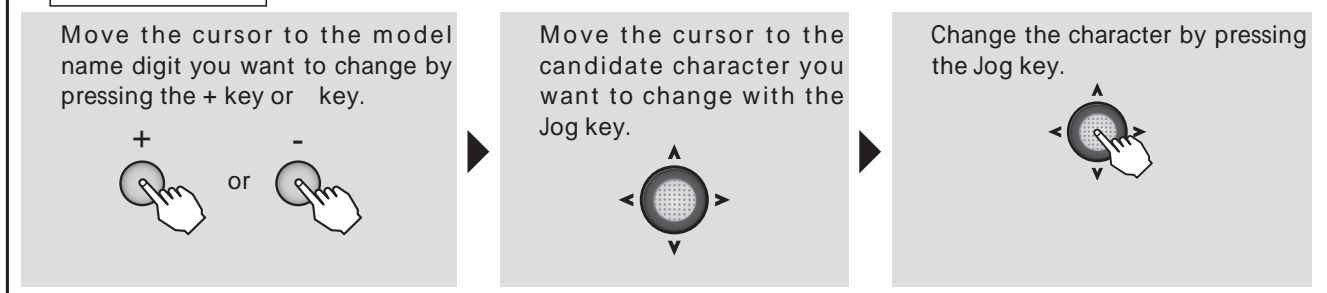 Move the cursor to the model
name digit you want to change by
pressing the + key or key.
+
-
or
Move the cursor to the
candidate character you
want to change with the
Jog key.
Change the character by pressing
the Jog key.